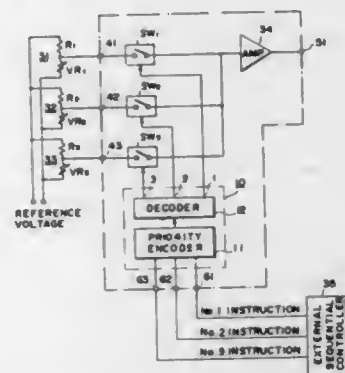 34
R1
31
41
SW1
AMP
51
VR1
SW2
R2
32
42
VR2
SW3
R3
33
43
VR3
3
2
1
10
REFERENCE
VOLTAGE
DECODER
12
PRIORITY
ENCODER
11
63
62
61
35
No.1 INSTRUCTION
No.2 INSTRUCTION
No.3 INSTRUCTION
EXTERNAL
SEQUENTIAL
CONTROLLER